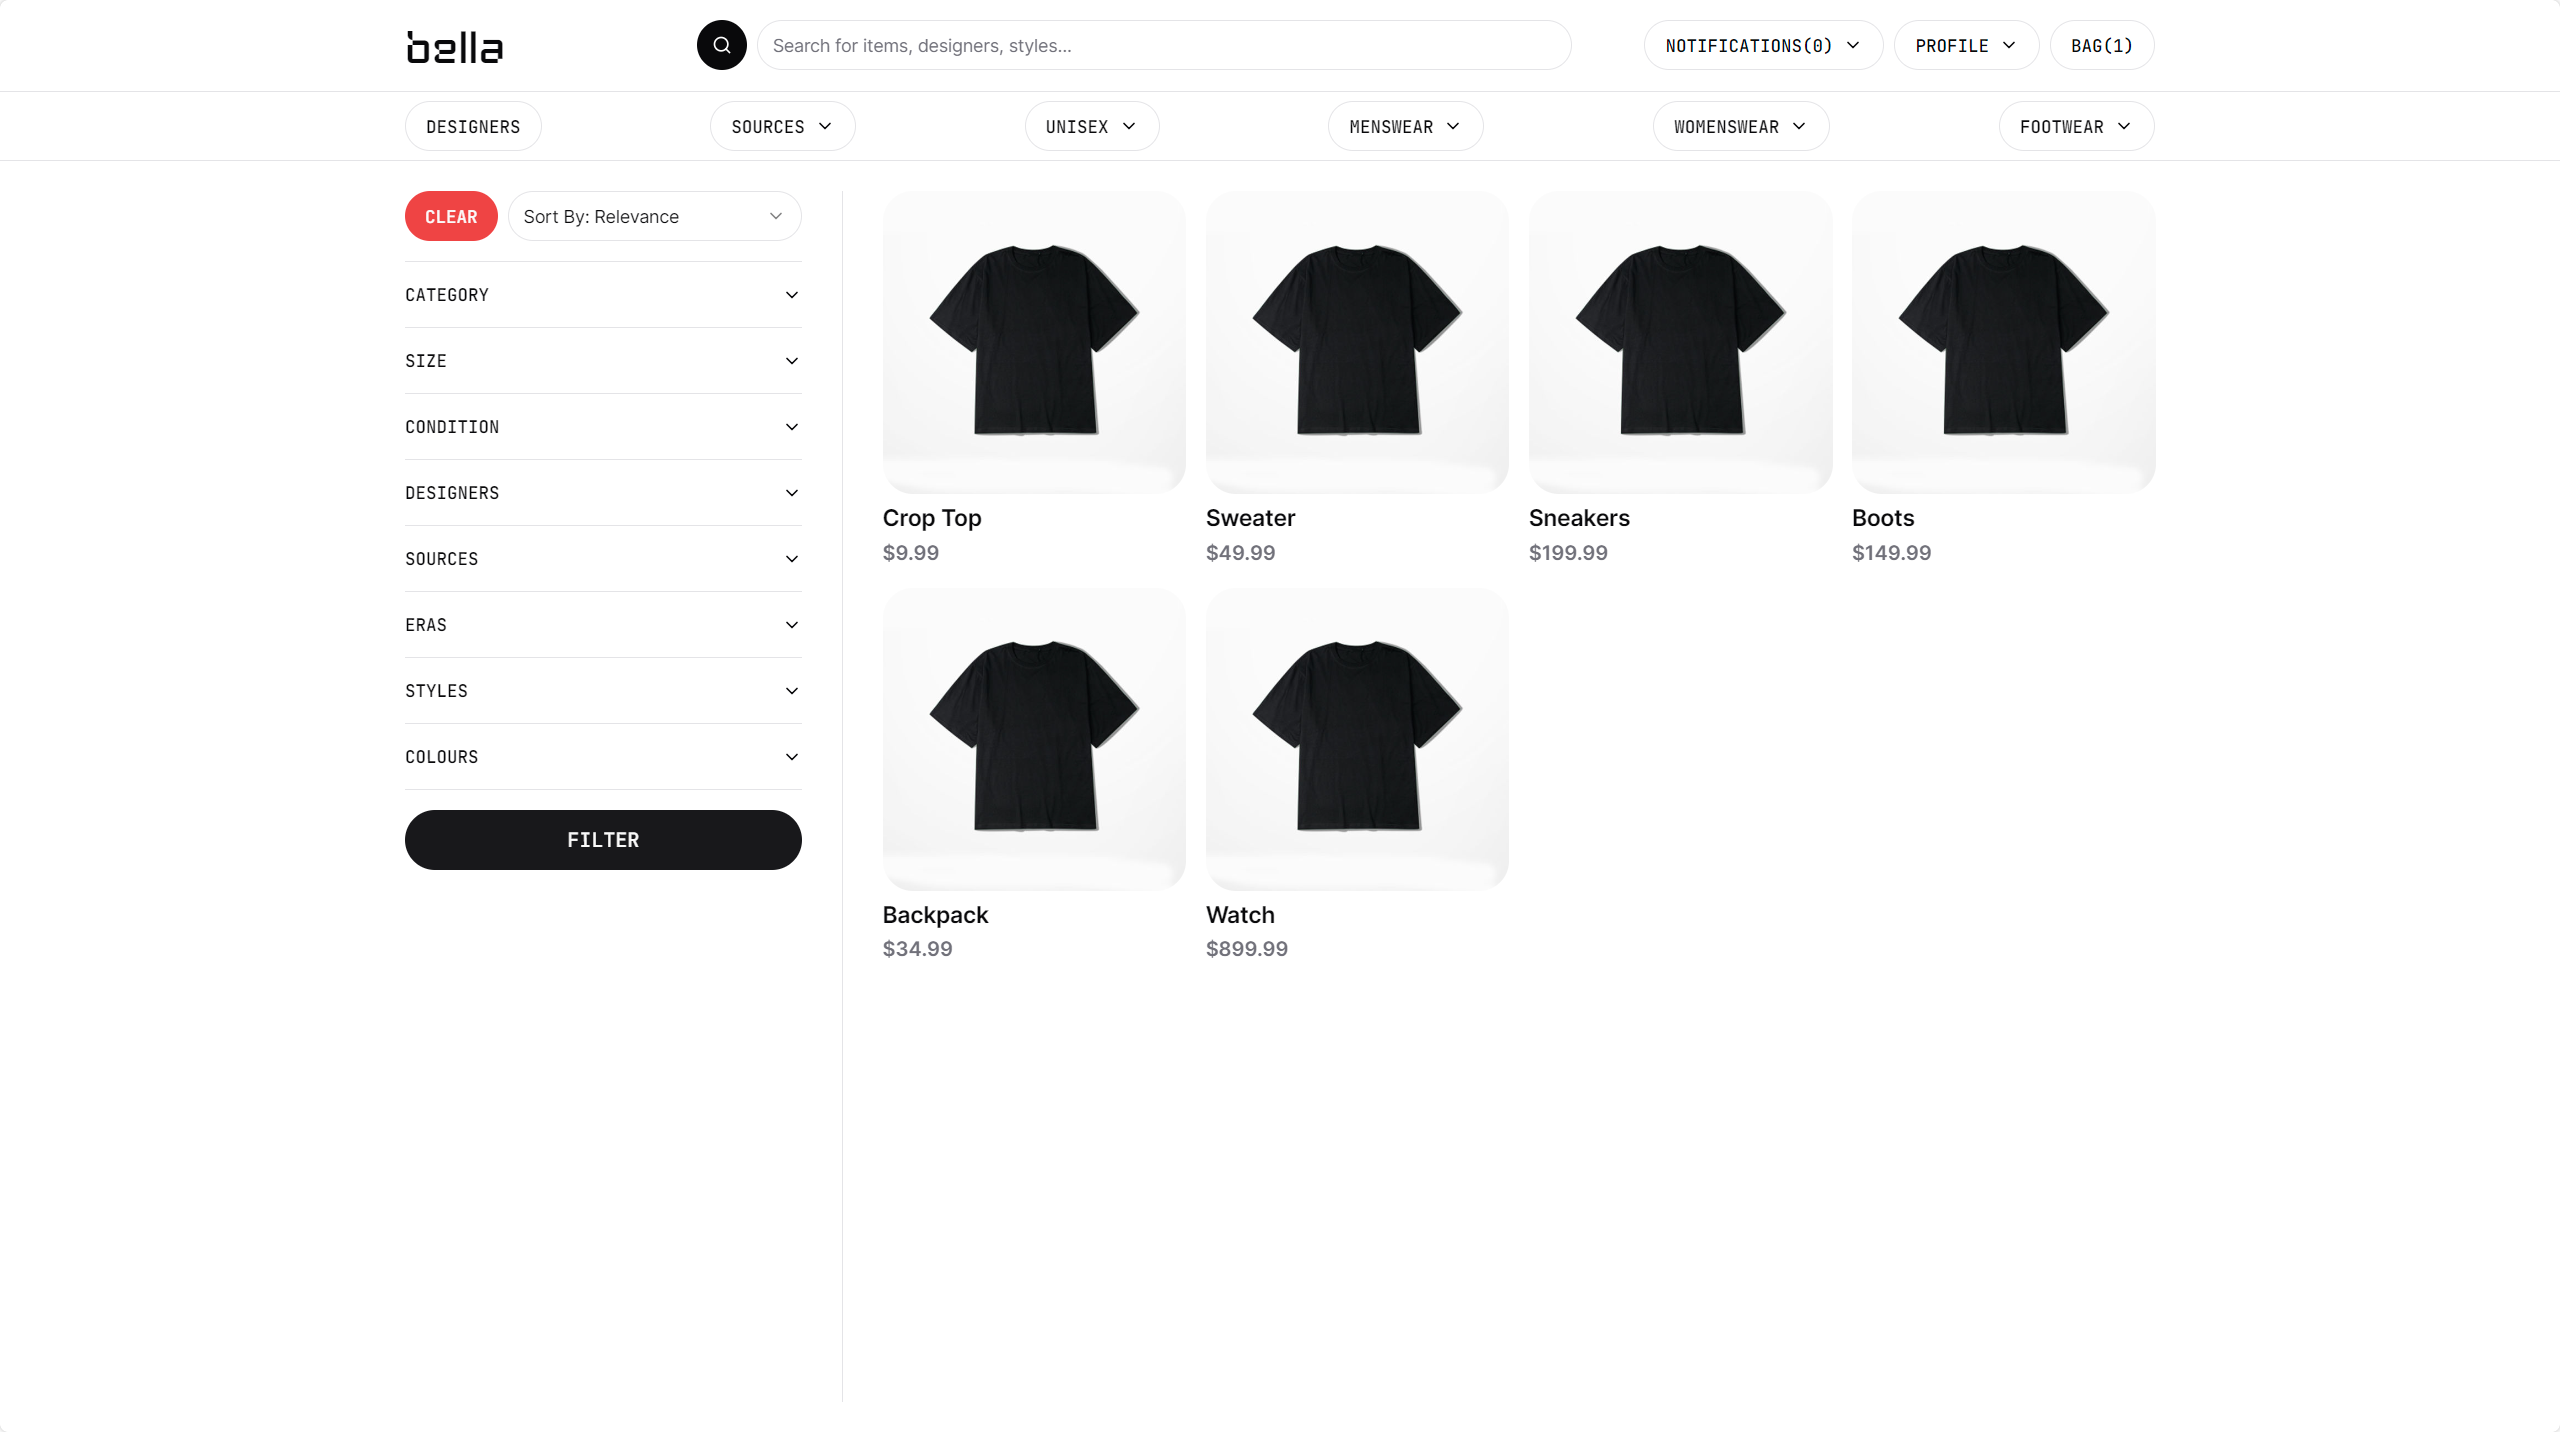 bella
Search for items, designers, styles...
NOTIFICATIONS(0)
PROFILE
BAG(1)
DESIGNERS
SOURCES
UNISEX
MENSWEAR
WOMENSWEAR
FOOTWEAR
CLEAR
Sort By: Relevance
CATEGORY
SIZE
CONDITION
DESIGNERS
SOURCES
ERAS
STYLES
COLOURS
FILTER
Crop Top
$9.99
Sweater
$49.99
Sneakers
$199.99
Boots
$149.99
Backpack
$34.99
Watch
$899.99